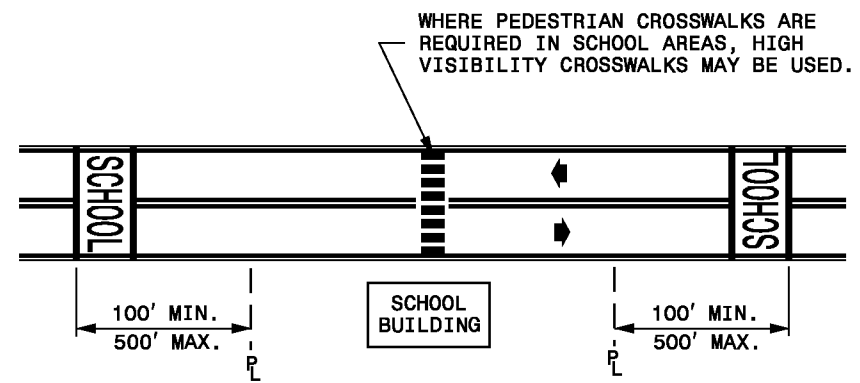 WHERE PEDESTRIAN CROSSWALKS ARE
REQUIRED IN SCHOOL AREAS, HIGH
VISIBILITY CROSSWALKS MAY BE USED.
SCHOOL
SCHOOL
100' MIN.
500' MAX.
PL
SCHOOL
BUILDING
100' MIN.
500' MAX.
PL